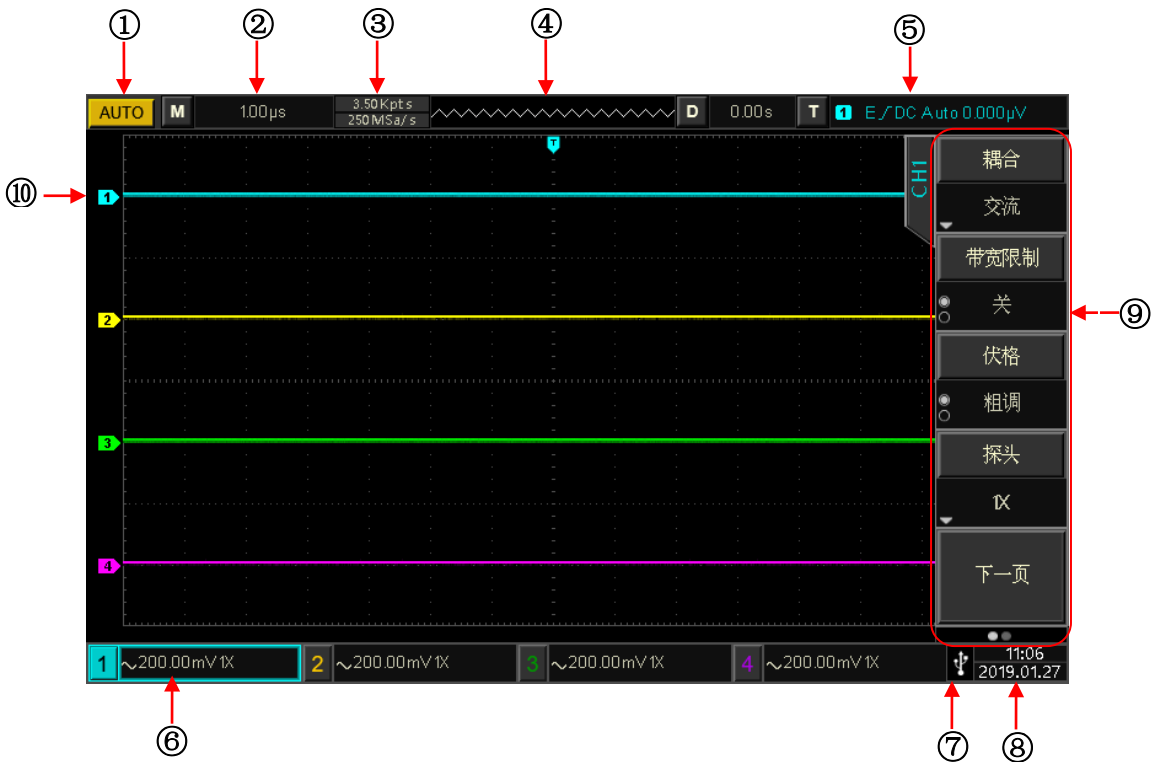 ① ② ③ ④ ⑤
AUTO M 1.00μs 3.50Kpts D 0.00s T 1 E DC Auto 0.000μV
250MSa/s
T
CH1
耦合
交流
带宽限制
关
伏格
粗调
探头
1X
下一页
⑩ 1
2
3
4
⑨
1 ~200.00mV 1X 2 ~200.00mV 1X 3 ~200.00mV 1X 4 ~200.00mV 1X
11:06
2019.01.27
⑥ ⑦ ⑧